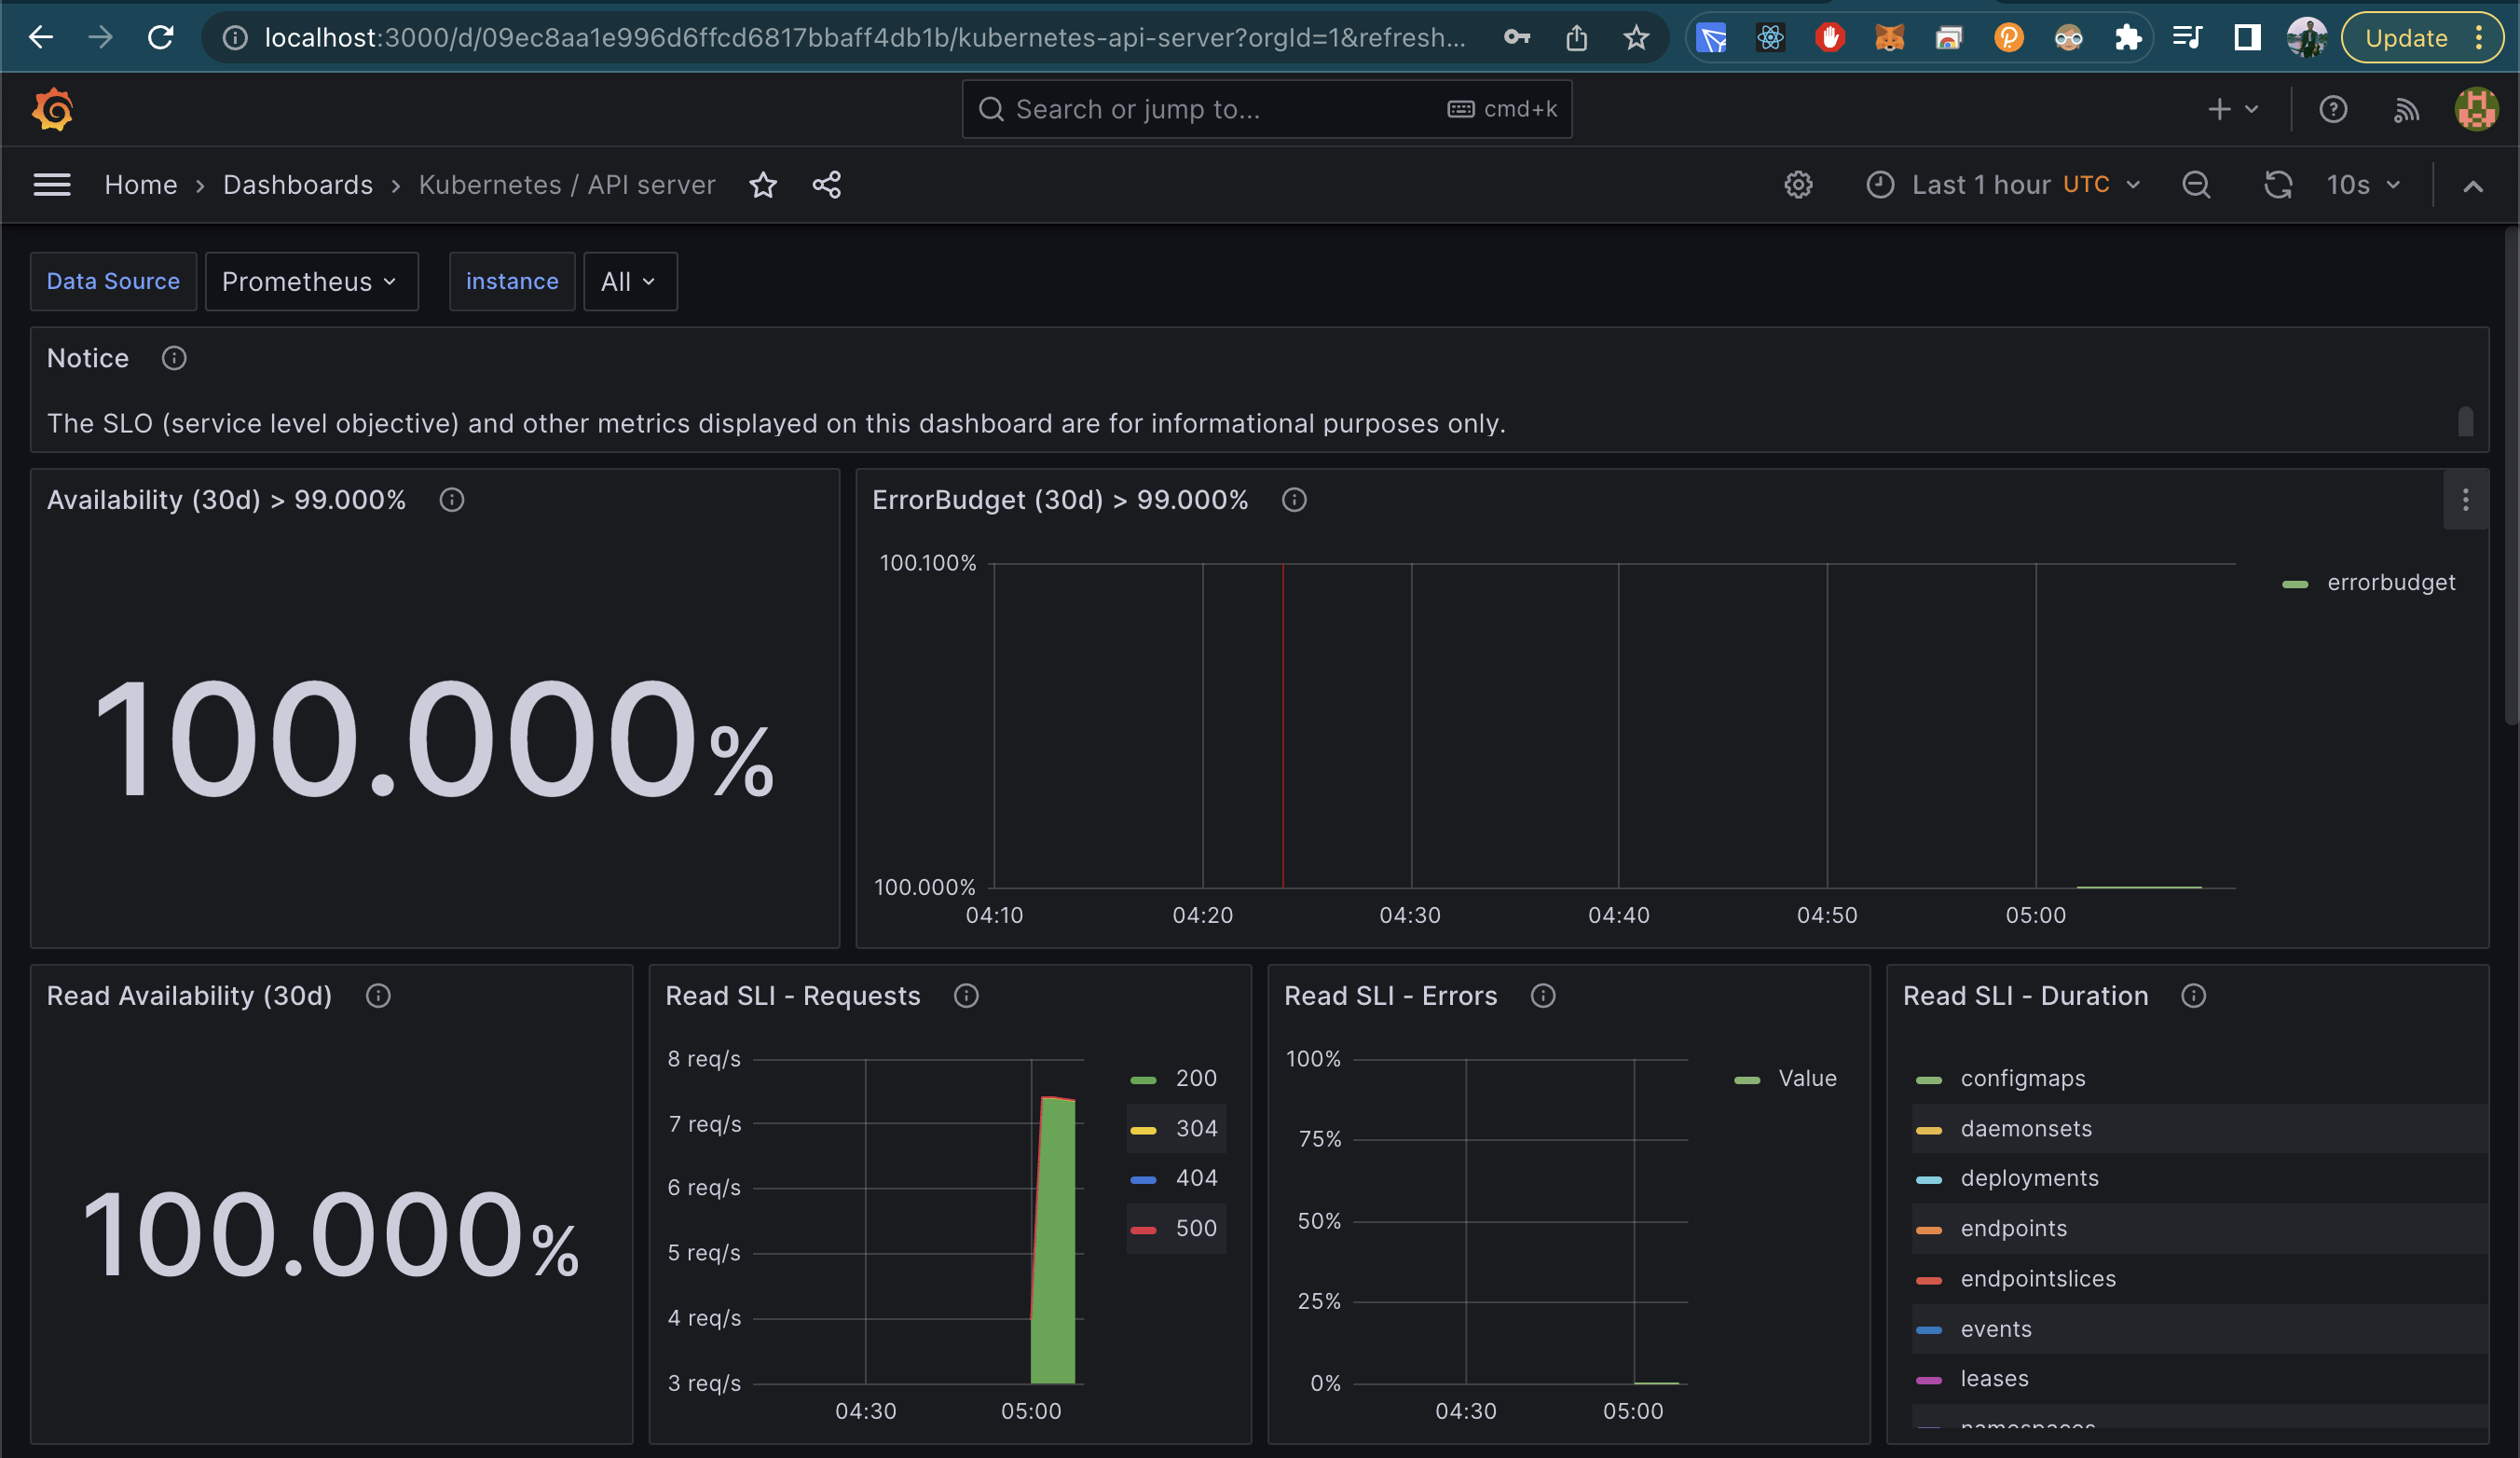 localhost:3000/d/09ec8aa1e996d6ffcd6817bbaff4db1b/kubernetes-api-server?orgId=1&refresh...
Update
Search or jump to...
cmd+k
Home › Dashboards › Kubernetes / API server
Last 1 hour UTC
10s
Data Source
Prometheus
instance
All
Notice
The SLO (service level objective) and other metrics displayed on this dashboard are for informational purposes only.
Availability (30d) > 99.000%
100.000%
ErrorBudget (30d) > 99.000%
100.100%
100.000%
04:10 04:20 04:30 04:40 04:50 05:00
errorbudget
Read Availability (30d)
100.000%
Read SLI - Requests
8 req/s
7 req/s
6 req/s
5 req/s
4 req/s
3 req/s
04:30 05:00
200
304
404
500
Read SLI - Errors
100%
75%
50%
25%
0%
04:30 05:00
Value
Read SLI - Duration
configmaps
daemonsets
deployments
endpoints
endpointslices
events
leases
namespaces